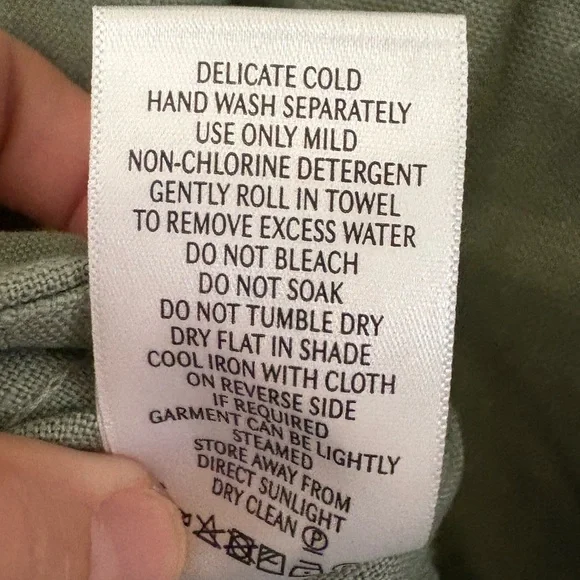 DELICATE COLD
HAND WASH SEPARATELY
USE ONLY MILD
NON-CHLORINE DETERGENT
GENTLY ROLL IN TOWEL
TO REMOVE EXCESS WATER
DO NOT BLEACH
DO NOT SOAK
DO NOT TUMBLE DRY
DRY FLAT IN SHADE
COOL IRON WITH CLOTH
ON REVERSE SIDE
IF REQUIRED
GARMENT CAN BE LIGHTLY
STEAMED
STORE AWAY FROM
DIRECT SUNLIGHT
DRY CLEAN Ⓟ